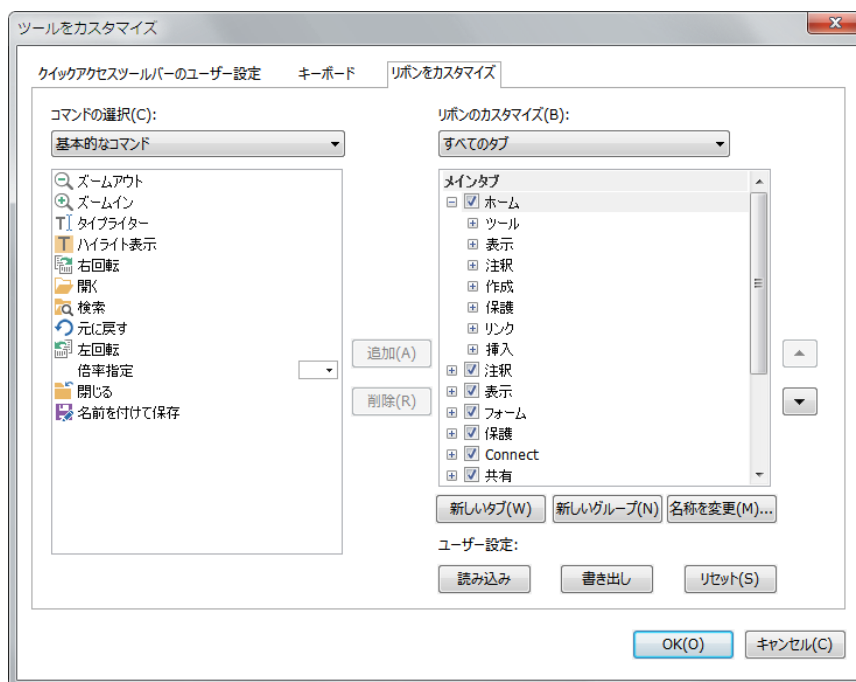 ツールをカスタマイズ
クイックアクセスツールバーのユーザー設定
キーボード
リボンをカスタマイズ
コマンドの選択(C):
基本的なコマンド
ズームアウト
ズームイン
タイプライター
ハイライト表示
右回転
開く
検索
元に戻す
左回転
倍率指定
閉じる
名前を付けて保存
追加(A)
削除(R)
リボンのカスタマイズ(B):
すべてのタブ
メインタブ
ホーム
ツール
表示
注釈
作成
保護
リンク
挿入
注釈
表示
フォーム
保護
Connect
共有
新しいタブ(W)
新しいグループ(N)
名称を変更(M)...
ユーザー設定:
読み込み
書き出し
リセット(S)
OK(O)
キャンセル(C)